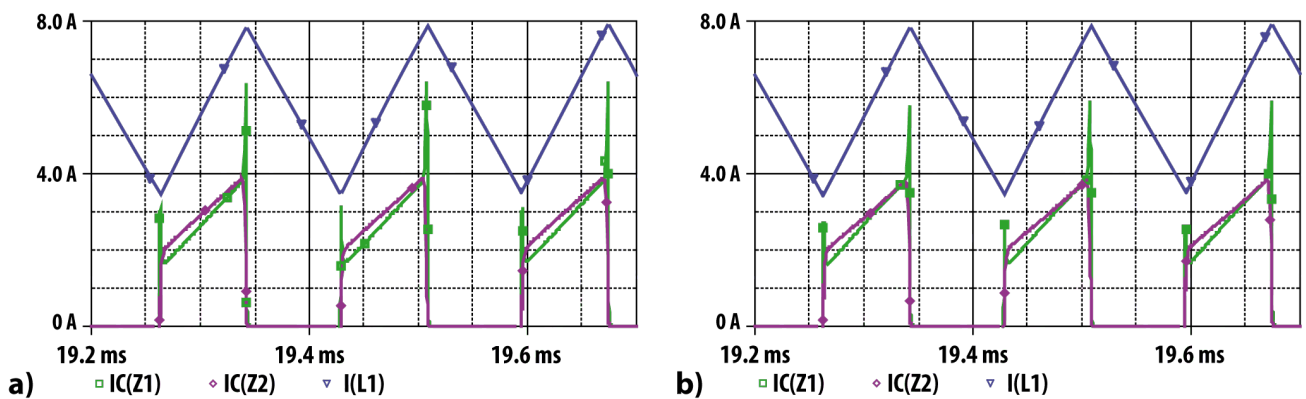 8.0 A
4.0 A
0 A
19.2 ms 19.4 ms 19.6 ms
a) IC(Z1) IC(Z2) I(L1)
8.0 A
4.0 A
0 A
19.2 ms 19.4 ms 19.6 ms
b) IC(Z1) IC(Z2) I(L1)